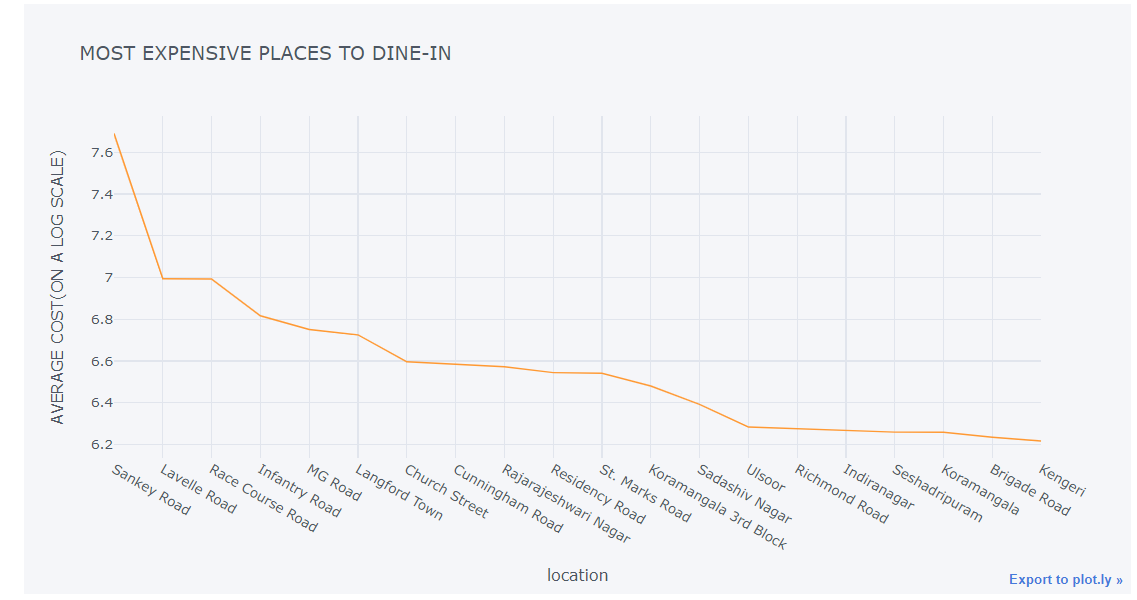 MOST EXPENSIVE PLACES TO DINE-IN
AVERAGE COST(ON A LOG SCALE)
7.6
7.4
7.2
7
6.8
6.6
6.4
6.2
Sankey Road
Lavelle Road
Race Course Road
Infantry Road
MG Road
Langford Town
Church Street
Cunningham Road
Rajarajeshwari Nagar
Residency Road
St. Marks Road
Koramangala 3rd Block
Sadashiv Nagar
Ulsoor
Richmond Road
Indiranagar
Seshadripuram
Koramangala
Brigade Road
Kengeri
location
Export to plot.ly »